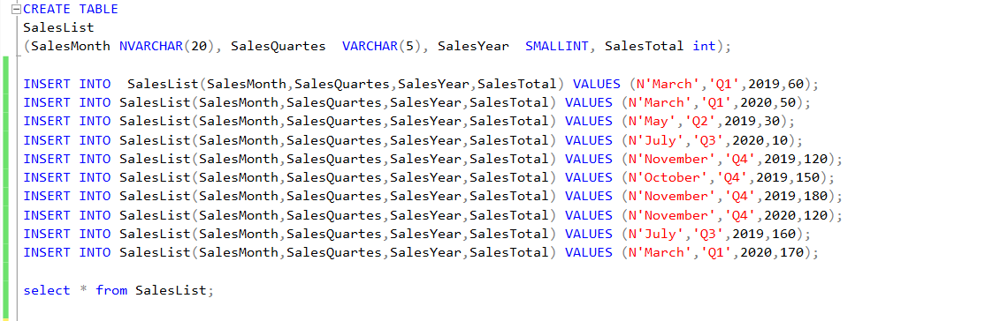 CREATE TABLE
SalesList
(SalesMonth NVARCHAR(20), SalesQuartes  VARCHAR(5), SalesYear  SMALLINT, SalesTotal int);
INSERT INTO  SalesList(SalesMonth,SalesQuartes,SalesYear,SalesTotal) VALUES (N'March','Q1',2019,60);
INSERT INTO SalesList(SalesMonth,SalesQuartes,SalesYear,SalesTotal) VALUES (N'March','Q1',2020,50);
INSERT INTO SalesList(SalesMonth,SalesQuartes,SalesYear,SalesTotal) VALUES (N'May','Q2',2019,30);
INSERT INTO SalesList(SalesMonth,SalesQuartes,SalesYear,SalesTotal) VALUES (N'July','Q3',2020,10);
INSERT INTO SalesList(SalesMonth,SalesQuartes,SalesYear,SalesTotal) VALUES (N'November','Q4',2019,120);
INSERT INTO SalesList(SalesMonth,SalesQuartes,SalesYear,SalesTotal) VALUES (N'October','Q4',2019,150);
INSERT INTO SalesList(SalesMonth,SalesQuartes,SalesYear,SalesTotal) VALUES (N'November','Q4',2019,180);
INSERT INTO SalesList(SalesMonth,SalesQuartes,SalesYear,SalesTotal) VALUES (N'November','Q4',2020,120);
INSERT INTO SalesList(SalesMonth,SalesQuartes,SalesYear,SalesTotal) VALUES (N'July','Q3',2019,160);
INSERT INTO SalesList(SalesMonth,SalesQuartes,SalesYear,SalesTotal) VALUES (N'March','Q1',2020,170);
select * from SalesList;